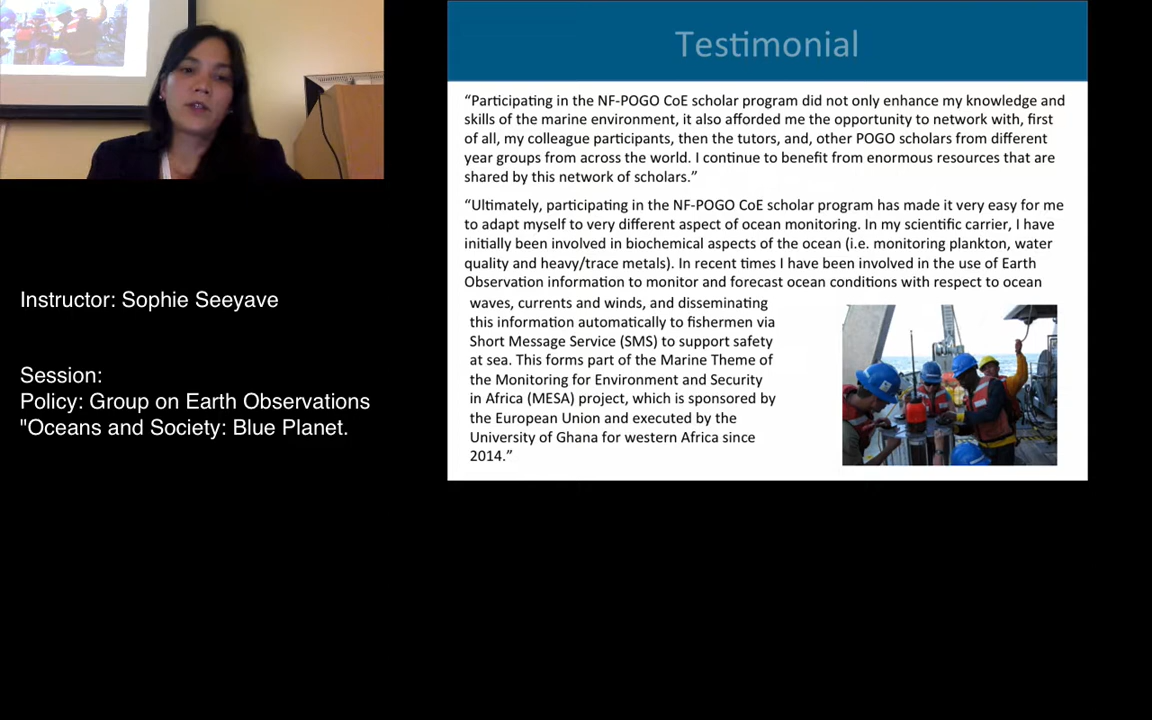 Instructor: Sophie Seeyave
Session:
Policy: Group on Earth Observations
"Oceans and Society: Blue Planet.
Testimonial
“Participating in the NF-POGO CoE scholar program did not only enhance my knowledge and
skills of the marine environment, it also afforded me the opportunity to network with, first
of all, my colleague participants, then the tutors, and, other POGO scholars from different
year groups from across the world. I continue to benefit from enormous resources that are
shared by this network of scholars.”
“Ultimately, participating in the NF-POGO CoE scholar program has made it very easy for me
to adapt myself to very different aspect of ocean monitoring. In my scientific carrier, I have
initially been involved in biochemical aspects of the ocean (i.e. monitoring plankton, water
quality and heavy/trace metals). In recent times I have been involved in the use of Earth
Observation information to monitor and forecast ocean conditions with respect to ocean
waves, currents and winds, and disseminating
this information automatically to fishermen via
Short Message Service (SMS) to support safety
at sea. This forms part of the Marine Theme of
the Monitoring for Environment and Security
in Africa (MESA) project, which is sponsored by
the European Union and executed by the
University of Ghana for western Africa since
2014.”